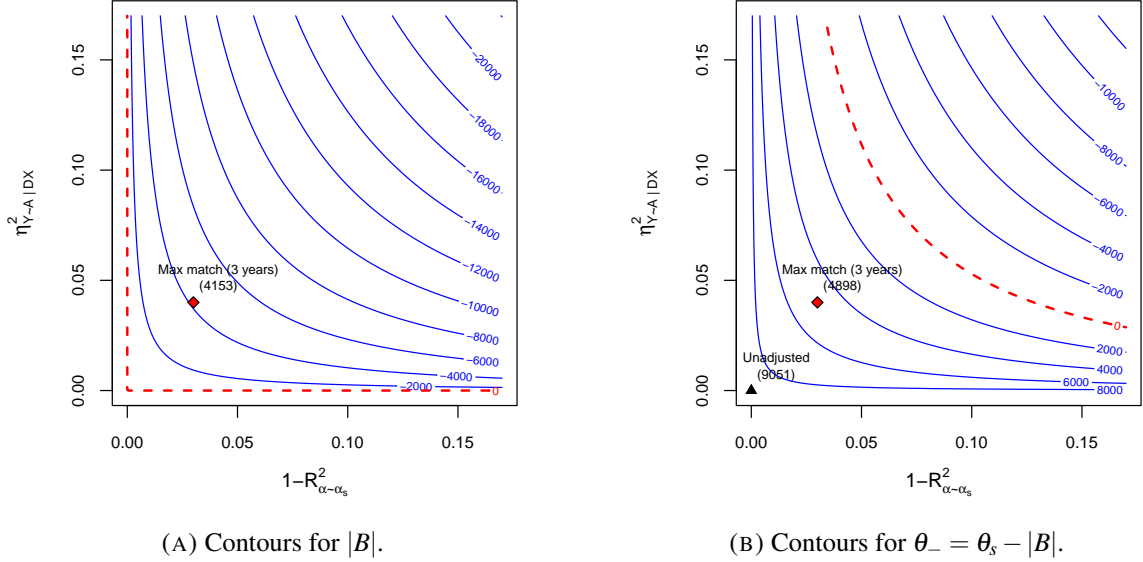 0.15
0.10
0.05
0.00
η²Y~A | DX
−20000
−18000
−16000
−14000
−12000
−10000
−8000
−6000
−4000
−2000
0
Max match (3 years)
(4153)
0.00 0.05 0.10 0.15
1−R²α~αs
(A) Contours for |B|.
0.15
0.10
0.05
0.00
η²Y~A | DX
−10000
−8000
−6000
−4000
−2000
0
2000
4000
6000
8000
Max match (3 years)
(4898)
Unadjusted
(9051)
0.00 0.05 0.10 0.15
1−R²α~αs
(B) Contours for θ− = θs − |B|.